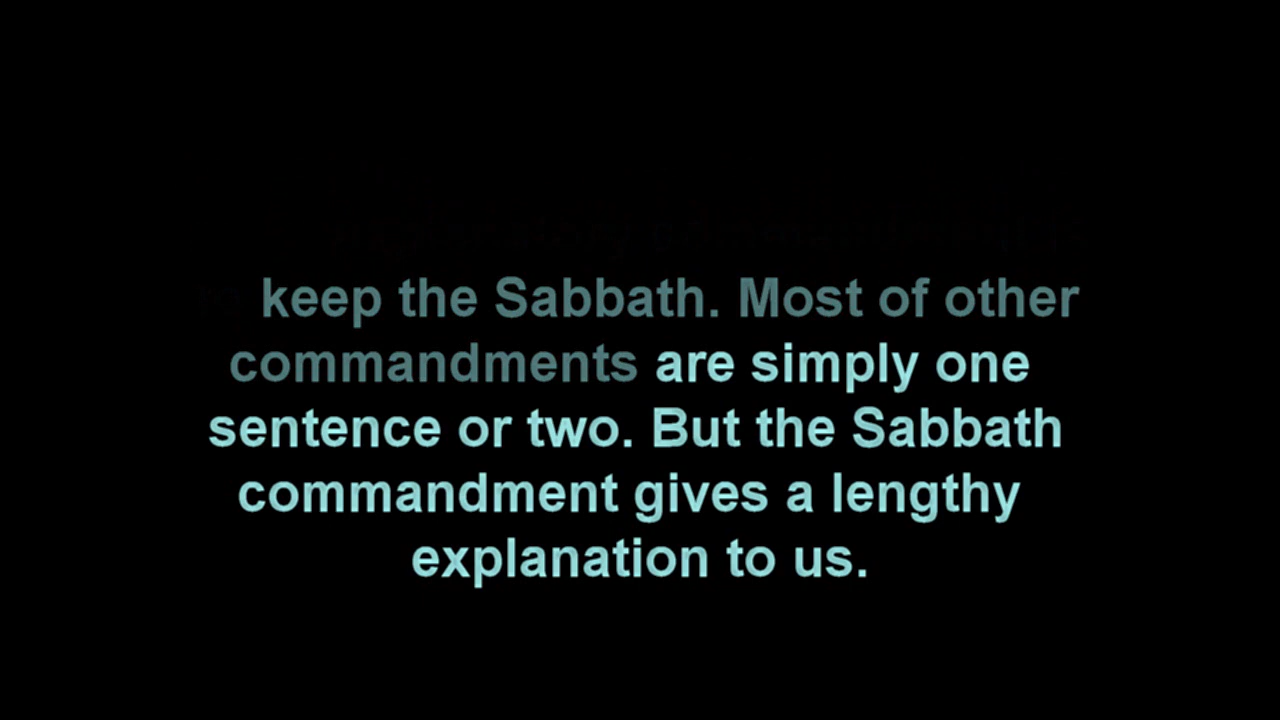 keep the Sabbath. Most of other
commandments are simply one
sentence or two. But the Sabbath
commandment gives a lengthy
explanation to us.